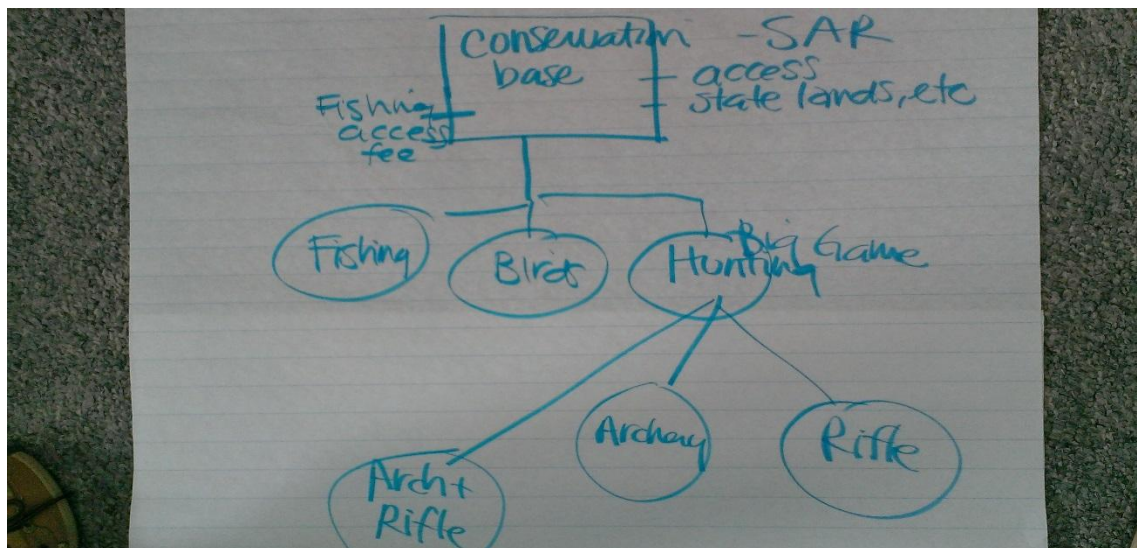 Conservation
base
- SAR
- access
- state lands, etc
Fishing
access
fee
Fishing
Birds
Hunting
Big Game
Arch +
Rifle
Archery
Rifle